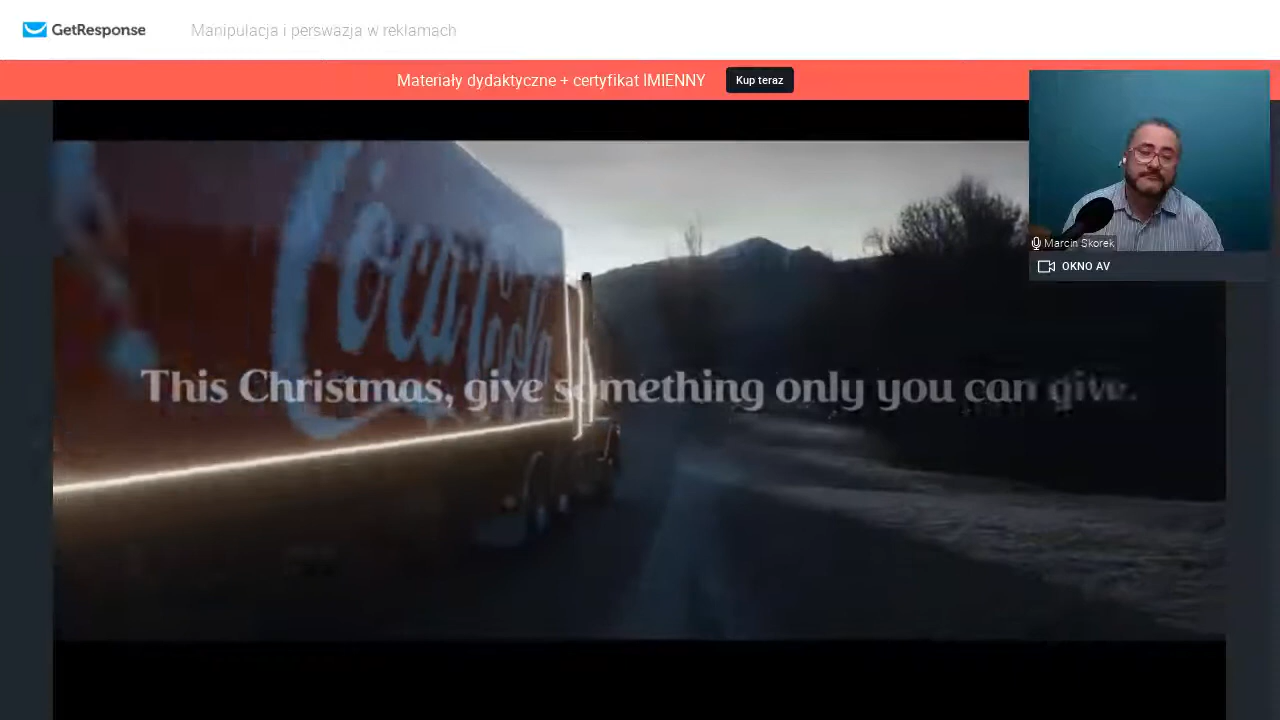 GetResponse
Manipulacja i perswazja w reklamach
Materiały dydaktyczne + certyfikat IMIENNY
Kup teraz
Marcin Skorek
OKNO AV
Coca-Cola
This Christmas, give something only you can give.